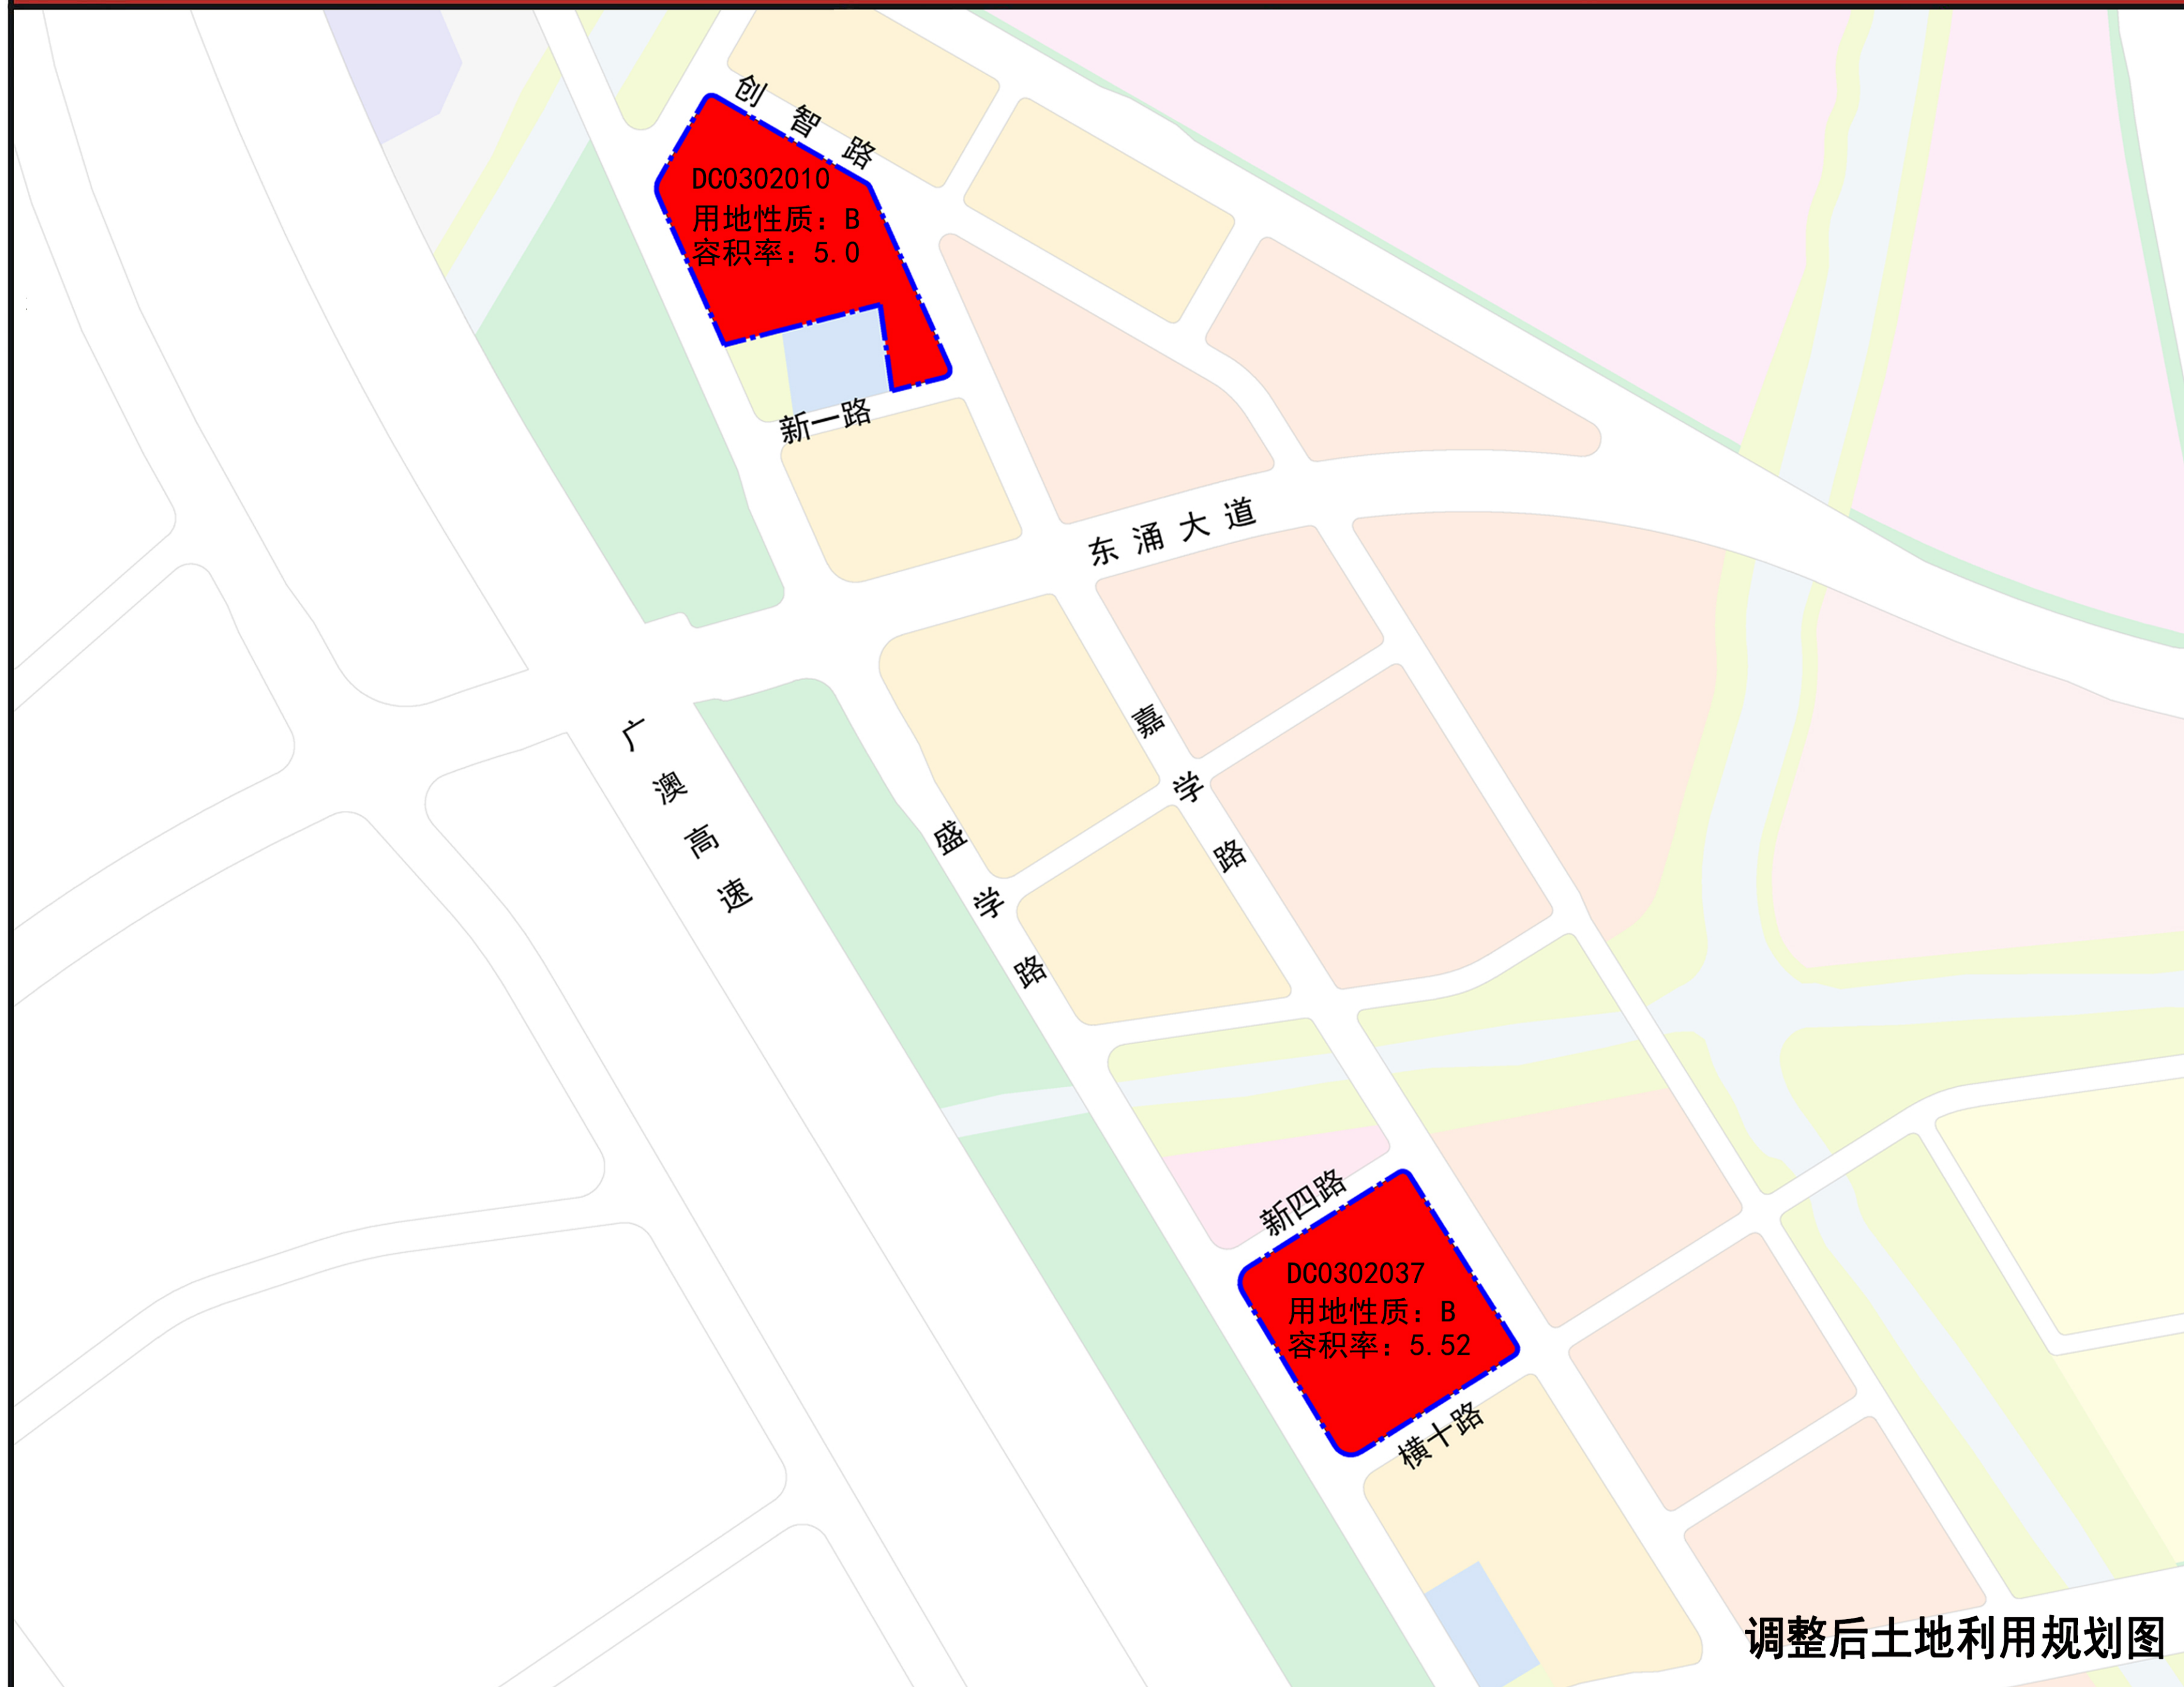 创智路
DC0302010
用地性质：B
容积率：5.0
新一路
东涌大道
广澳高速
嘉学路
盛学路
新四路
DC0302037
用地性质：B
容积率：5.52
横十路
调整后土地利用规划图